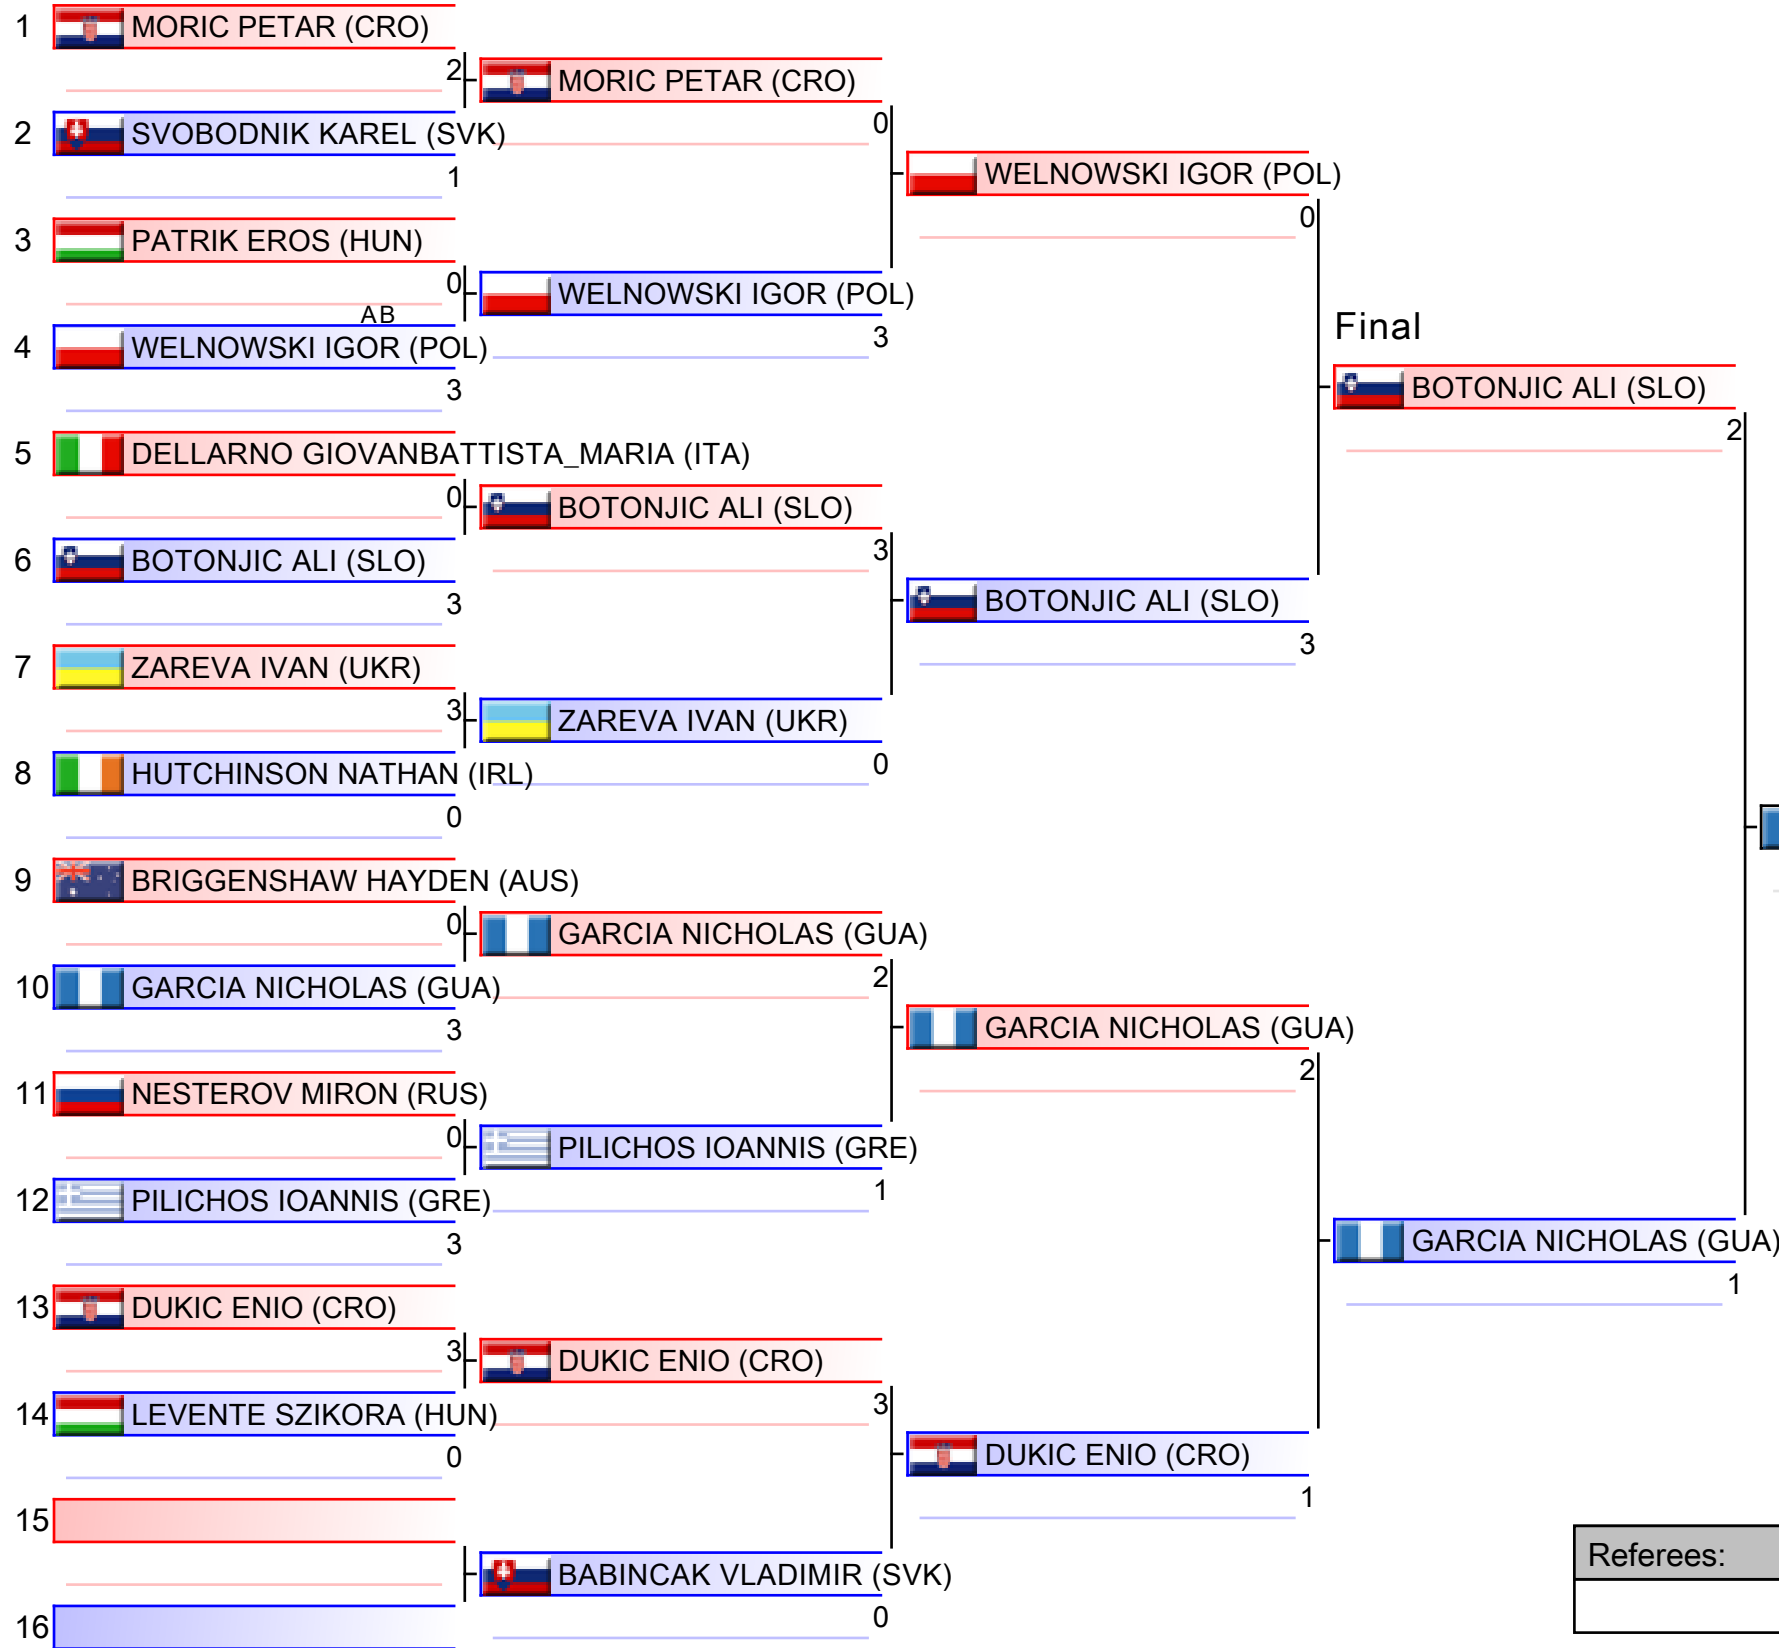 1 MORIC PETAR (CRO)
2
2 SVOBODNIK KAREL (SVK)
1
3 PATRIK EROS (HUN)
0
AB
4 WELNOWSKI IGOR (POL)
3
5 DELLARNO GIOVANBATTISTA_MARIA (ITA)
0
6 BOTONJIC ALI (SLO)
3
7 ZAREVA IVAN (UKR)
3
8 HUTCHINSON NATHAN (IRL)
0
9 BRIGGENSHAW HAYDEN (AUS)
0
10 GARCIA NICHOLAS (GUA)
3
11 NESTEROV MIRON (RUS)
0
12 PILICHOS IOANNIS (GRE)
3
13 DUKIC ENIO (CRO)
3
14 LEVENTE SZIKORA (HUN)
0
15
16
MORIC PETAR (CRO)
0
WELNOWSKI IGOR (POL)
3
BOTONJIC ALI (SLO)
3
ZAREVA IVAN (UKR)
0
GARCIA NICHOLAS (GUA)
2
PILICHOS IOANNIS (GRE)
1
DUKIC ENIO (CRO)
3
BABINCAK VLADIMIR (SVK)
0
WELNOWSKI IGOR (POL)
0
BOTONJIC ALI (SLO)
3
GARCIA NICHOLAS (GUA)
2
DUKIC ENIO (CRO)
1
Final
BOTONJIC ALI (SLO)
2
GARCIA NICHOLAS (GUA)
1
Referees: